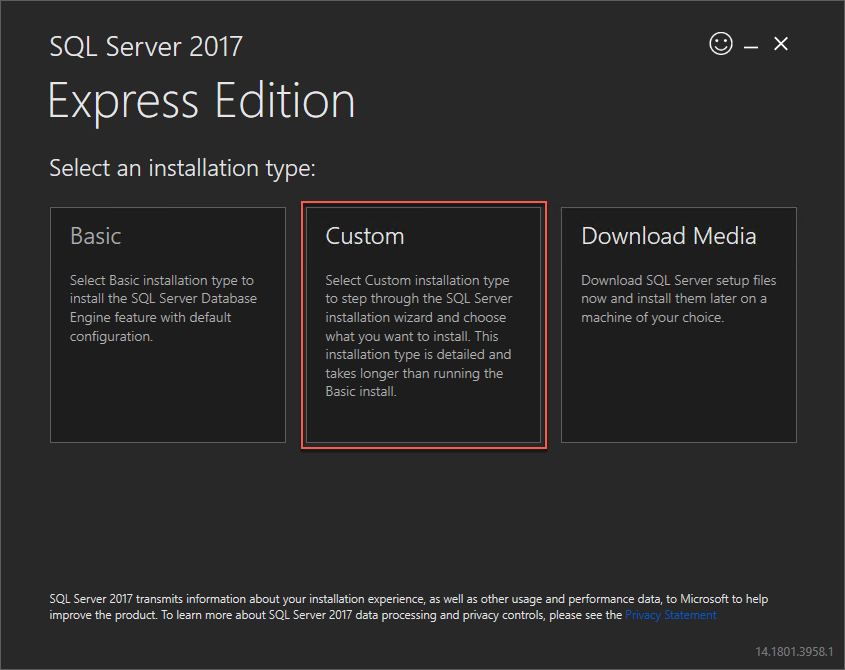 SQL Server 2017
Express Edition
Select an installation type:
Basic
Select Basic installation type to
install the SQL Server Database
Engine feature with default
configuration.
Custom
Select Custom installation type
to step through the SQL Server
installation wizard and choose
what you want to install. This
installation type is detailed and
takes longer than running the
Basic install.
Download Media
Download SQL Server setup files
now and install them later on a
machine of your choice.
SQL Server 2017 transmits information about your installation experience, as well as other usage and performance data, to Microsoft to help
improve the product. To learn more about SQL Server 2017 data processing and privacy controls, please see the Privacy Statement
14.1801.3958.1